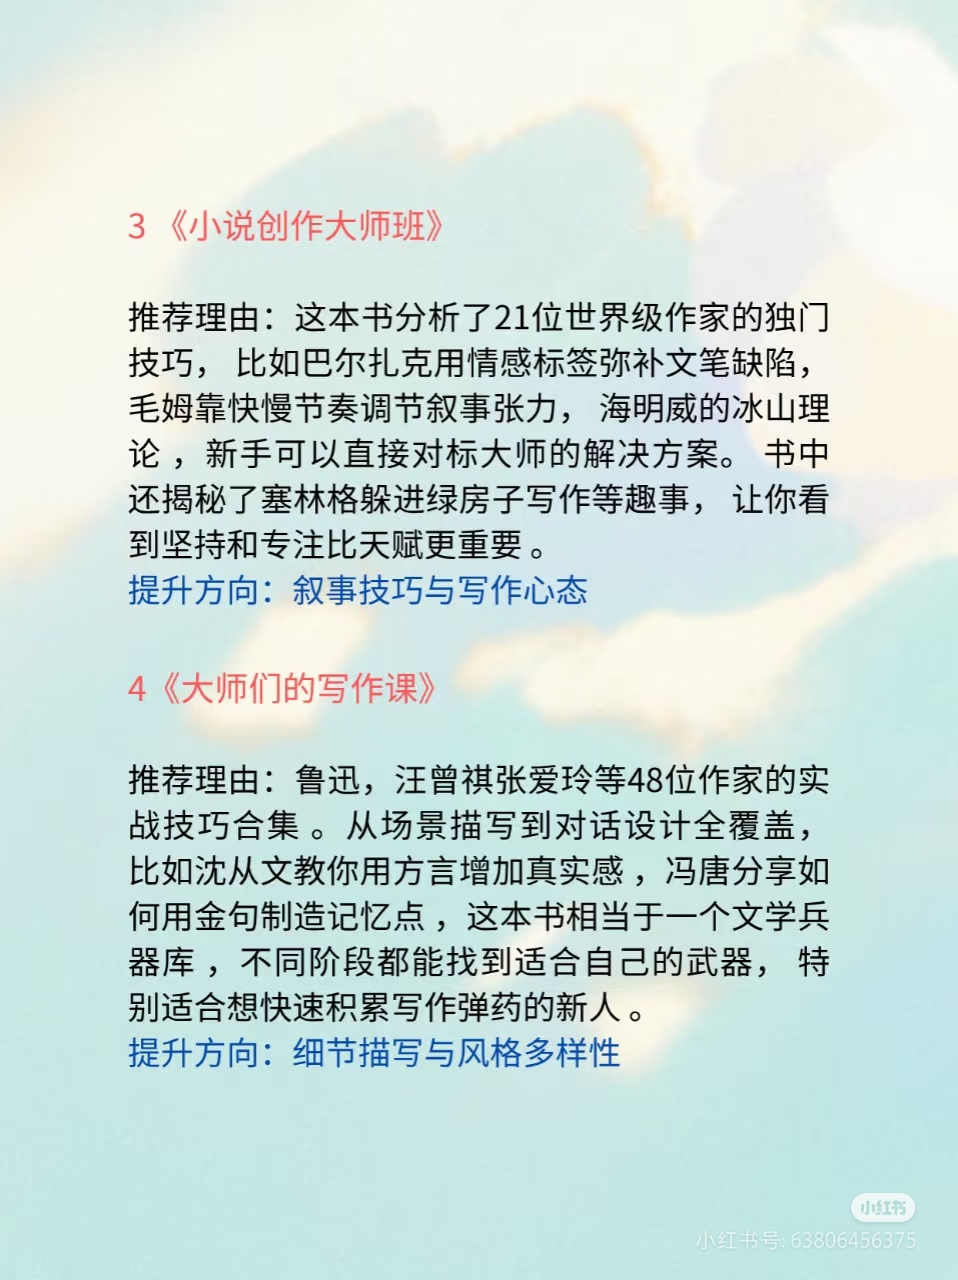 3 《小说创作大师班》
推荐理由：这本书分析了21位世界级作家的独门
技巧， 比如巴尔扎克用情感标签弥补文笔缺陷，
毛姆靠快慢节奏调节叙事张力， 海明威的冰山理
论 ，新手可以直接对标大师的解决方案。 书中
还揭秘了塞林格躲进绿房子写作等趣事， 让你看
到坚持和专注比天赋更重要 。
提升方向：叙事技巧与写作心态
4《大师们的写作课》
推荐理由：鲁迅，汪曾祺张爱玲等48位作家的实
战技巧合集 。从场景描写到对话设计全覆盖，
比如沈从文教你用方言增加真实感 ，冯唐分享如
何用金句制造记忆点 ，这本书相当于一个文学兵
器库 ，不同阶段都能找到适合自己的武器， 特
别适合想快速积累写作弹药的新人 。
提升方向：细节描写与风格多样性
小红书
小红书号: 63806456375